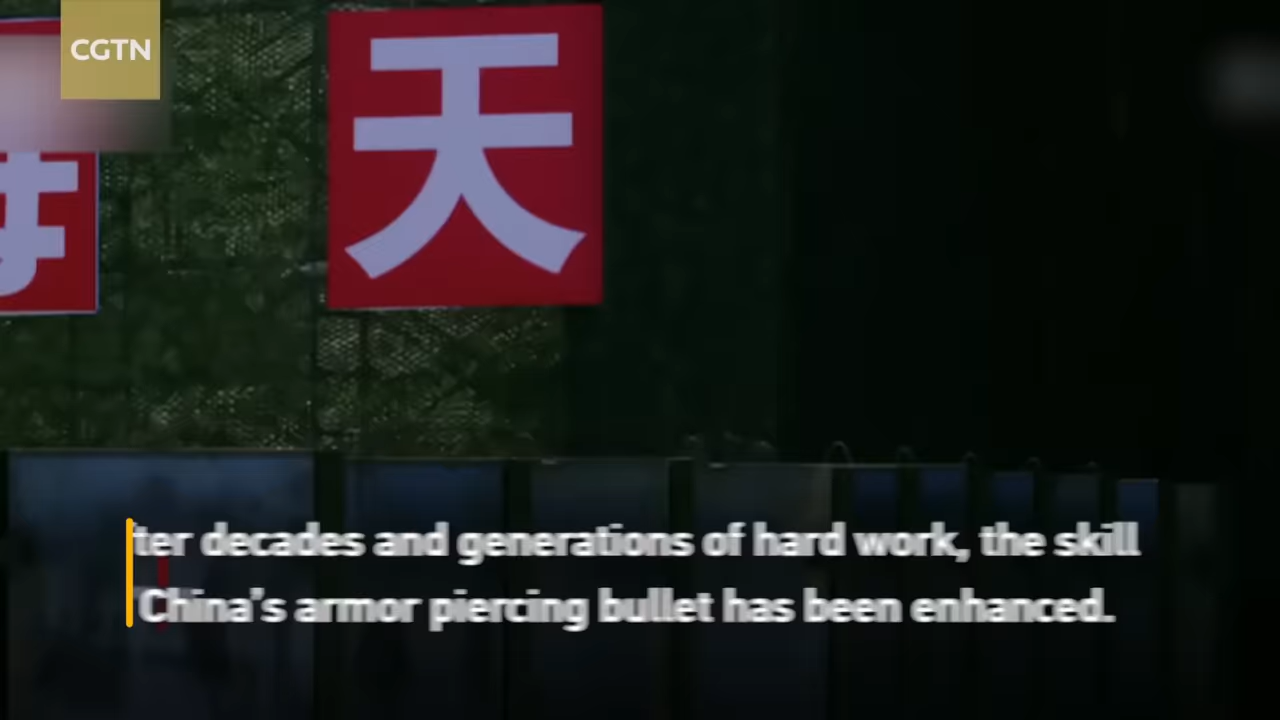 CGTN
天
ter decades and generations of hard work, the skill
China's armor piercing bullet has been enhanced.